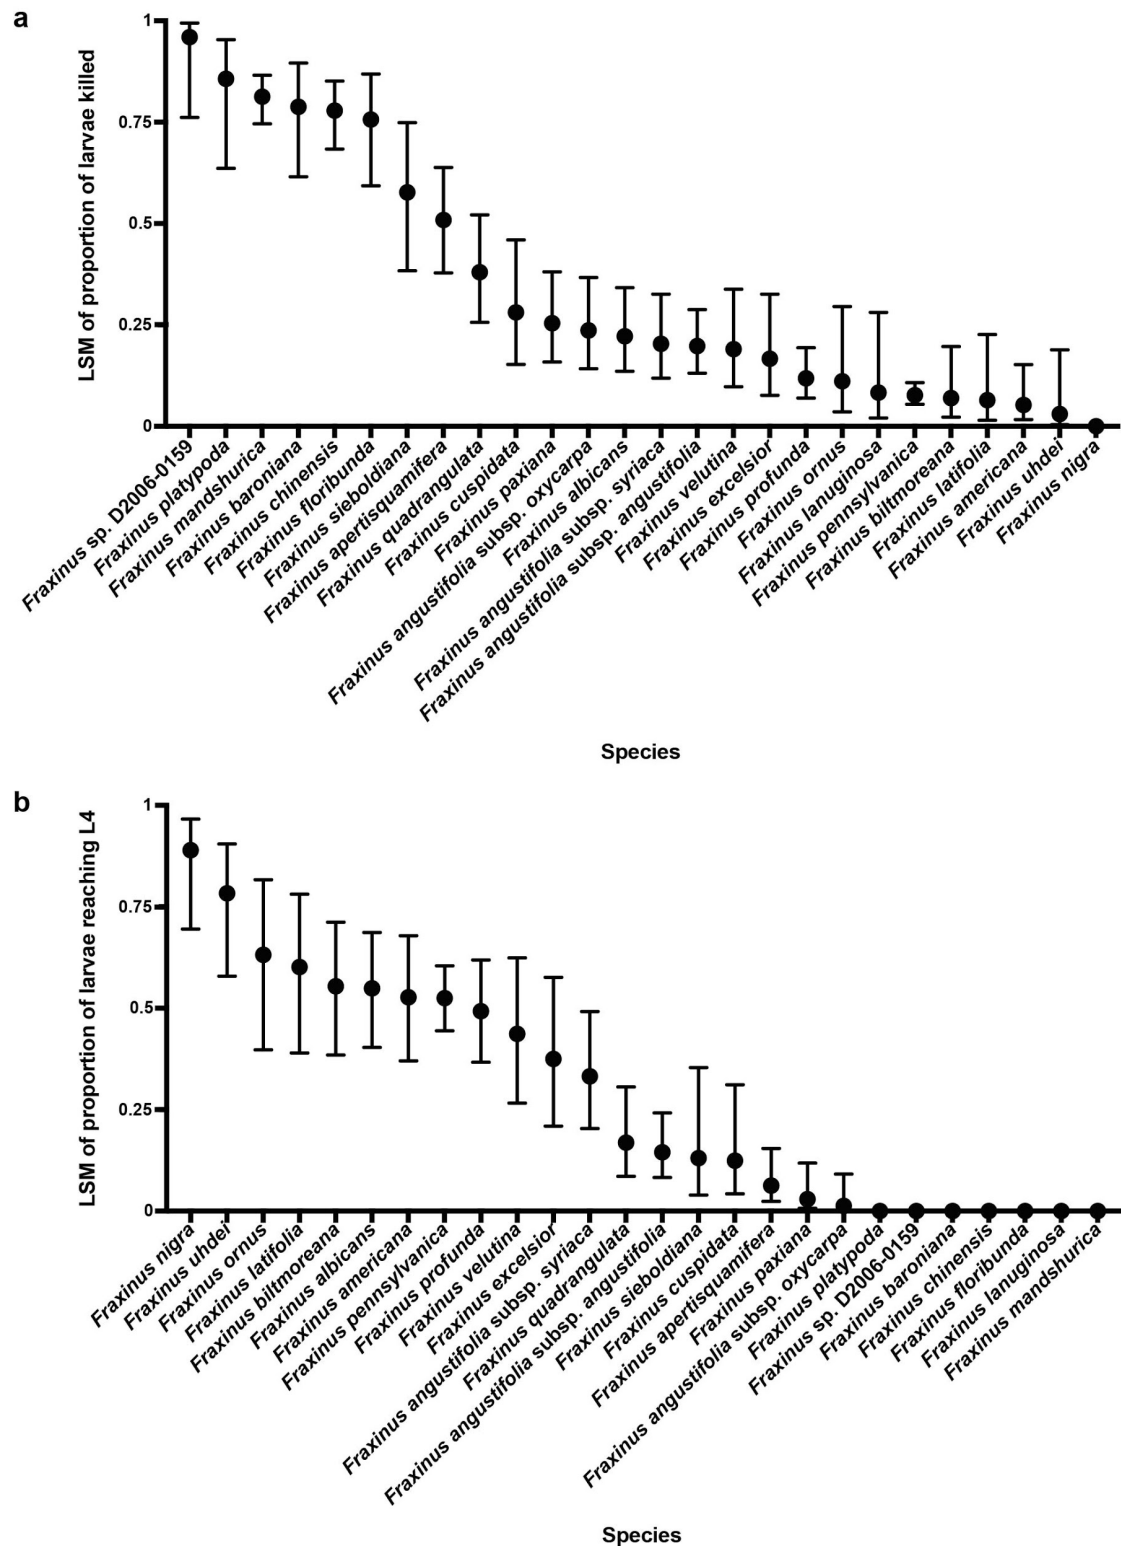 a
LSM of proportion of larvae killed
1
0.75
0.5
0.25
0
Fraxinus sp. D2006-0159
Fraxinus platypoda
Fraxinus mandshurica
Fraxinus baroniana
Fraxinus chinensis
Fraxinus floribunda
Fraxinus sieboldiana
Fraxinus apertisquamifera
Fraxinus quadrangulata
Fraxinus cuspidata
Fraxinus paxiana
Fraxinus angustifolia subsp. oxycarpa
Fraxinus albicans
Fraxinus angustifolia subsp. syriaca
Fraxinus angustifolia subsp. angustifolia
Fraxinus velutina
Fraxinus excelsior
Fraxinus profunda
Fraxinus ornus
Fraxinus lanuginosa
Fraxinus pennsylvanica
Fraxinus biltmoreana
Fraxinus latifolia
Fraxinus americana
Fraxinus uhdei
Fraxinus nigra
Species
b
LSM of proportion of larvae reaching L4
1
0.75
0.5
0.25
0
Fraxinus nigra
Fraxinus uhdei
Fraxinus ornus
Fraxinus latifolia
Fraxinus biltmoreana
Fraxinus albicans
Fraxinus americana
Fraxinus pennsylvanica
Fraxinus profunda
Fraxinus velutina
Fraxinus excelsior
Fraxinus angustifolia subsp. syriaca
Fraxinus quadrangulata
Fraxinus angustifolia subsp. angustifolia
Fraxinus sieboldiana
Fraxinus cuspidata
Fraxinus apertisquamifera
Fraxinus paxiana
Fraxinus angustifolia subsp. oxycarpa
Fraxinus platypoda
Fraxinus sp. D2006-0159
Fraxinus baroniana
Fraxinus chinensis
Fraxinus floribunda
Fraxinus lanuginosa
Fraxinus mandshurica
Species